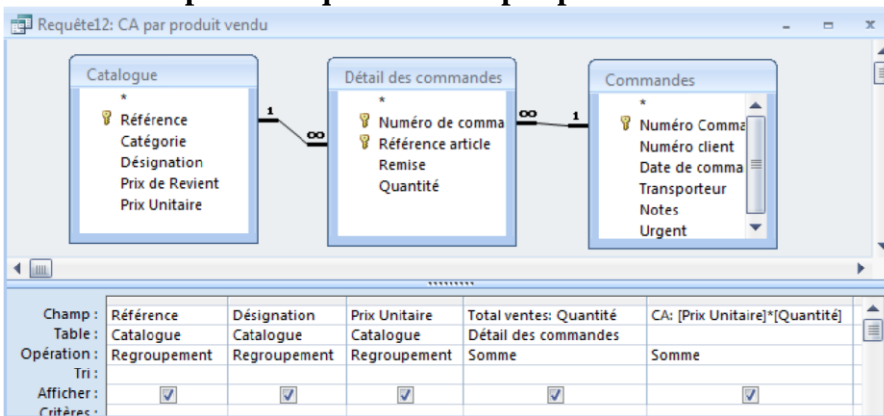 Requête12: CA par produit vendu
Catalogue
*
Référence
Catégorie
Désignation
Prix de Revient
Prix Unitaire
1
∞
Détail des commandes
*
Numéro de comma
Référence article
Remise
Quantité
∞
1
Commandes
*
Numéro Comma
Numéro client
Date de comma
Transporteur
Notes
Urgent
Champ : Référence Désignation Prix Unitaire Total ventes: Quantité CA: [Prix Unitaire]*[Quantité]
Table : Catalogue Catalogue Catalogue Détail des commandes
Opération : Regroupement Regroupement Regroupement Somme Somme
Tri :
Afficher :
Critères :